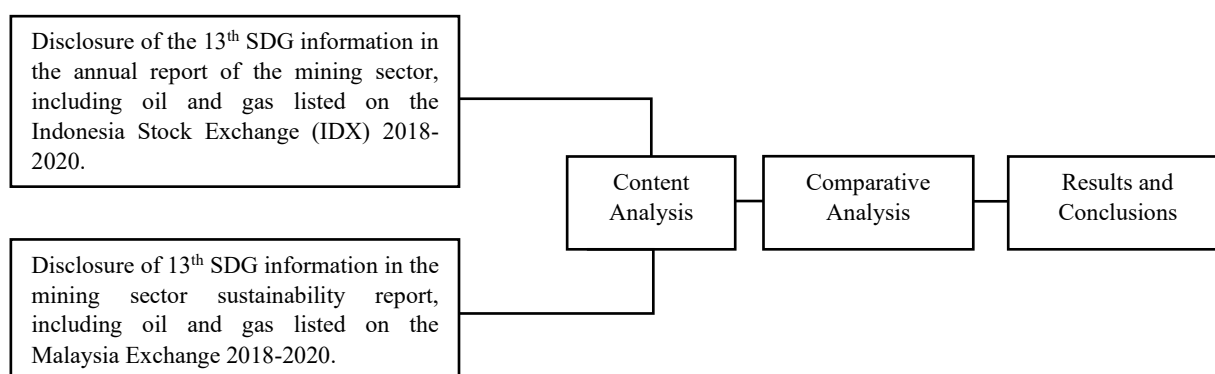 Disclosure of the 13th SDG information in
the annual report of the mining sector,
including oil and gas listed on the
Indonesia Stock Exchange (IDX) 2018-
2020.
Content
Analysis
Comparative
Analysis
Results and
Conclusions
Disclosure of 13th SDG information in the
mining sector sustainability report,
including oil and gas listed on the
Malaysia Exchange 2018-2020.